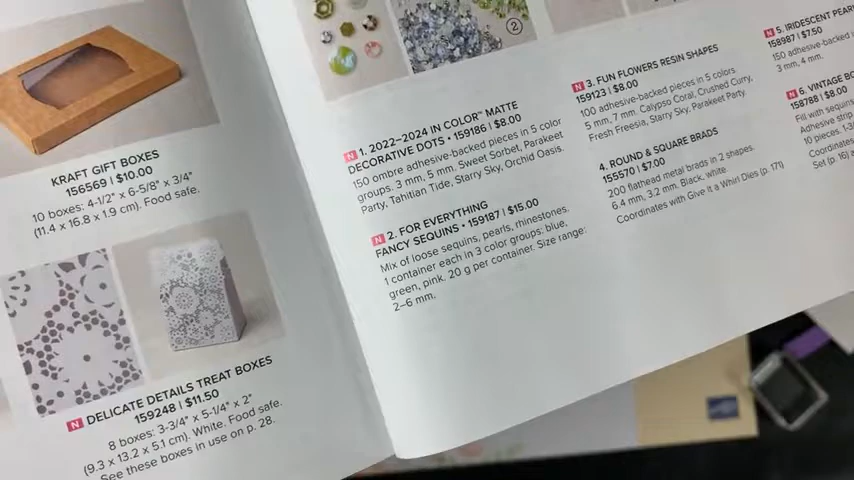 KRAFT GIFT BOXES
156569 | $10.00
10 boxes: 4-1/2" x 6-5/8" x 3/4"
(11.4 x 16.8 x 1.9 cm). Food safe.
N DELICATE DETAILS TREAT BOXES
159248 | $11.50
8 boxes: 3-3/4" x 5-1/4" x 2"
(9.3 x 13.2 x 5.1 cm). White. Food safe.
See these boxes in use on p. 28.
2
N 1. 2022–2024 IN COLOR™ MATTE
DECORATIVE DOTS • 159186 | $8.00
150 ombre adhesive-backed pieces in 5 color
groups. 3 mm, 5 mm. Sweet Sorbet, Parakeet
Party, Tahitian Tide, Starry Sky, Orchid Oasis.
N 2. FOR EVERYTHING
FANCY SEQUINS • 159187 | $15.00
Mix of loose sequins, pearls, rhinestones.
1 container each in 3 color groups: blue,
green, pink. 20 g per container. Size range:
2–6 mm.
N 3. FUN FLOWERS RESIN SHAPES
159123 | $8.00
100 adhesive-backed pieces in 5 colors.
5 mm, 7 mm. Calypso Coral, Crushed Curry,
Fresh Freesia, Starry Sky, Parakeet Party.
4. ROUND & SQUARE BRADS
155570 | $7.00
200 flathead metal brads in 2 shapes.
6.4 mm, 3.2 mm. Black, white.
Coordinates with Give It a Whirl Dies (p. 171)
N 5. IRIDESCENT PEAR
158987 | $7.50
150 adhesive-backed
3 mm, 4 mm.
N 6. VINTAGE BO
158788 | $8.00
Fill with sequins
Adhesive strip
10 pieces. 1-3
Coordinates
Set (p. 16) a